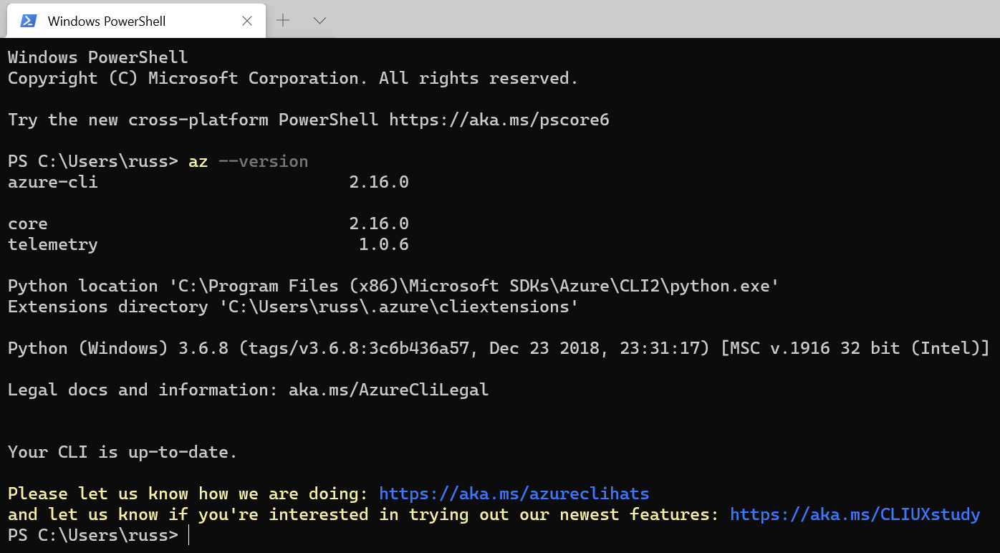 Windows PowerShell
Windows PowerShell
Copyright (C) Microsoft Corporation. All rights reserved.
Try the new cross-platform PowerShell https://aka.ms/pscore6
PS C:\Users\russ> az --version
azure-cli                         2.16.0
core                              2.16.0
telemetry                          1.0.6
Python location 'C:\Program Files (x86)\Microsoft SDKs\Azure\CLI2\python.exe'
Extensions directory 'C:\Users\russ\.azure\cliextensions'
Python (Windows) 3.6.8 (tags/v3.6.8:3c6b436a57, Dec 23 2018, 23:31:17) [MSC v.1916 32 bit (Intel)]
Legal docs and information: aka.ms/AzureCliLegal
Your CLI is up-to-date.
Please let us know how we are doing: https://aka.ms/azureclihats
and let us know if you're interested in trying out our newest features: https://aka.ms/CLIUXstudy
PS C:\Users\russ>